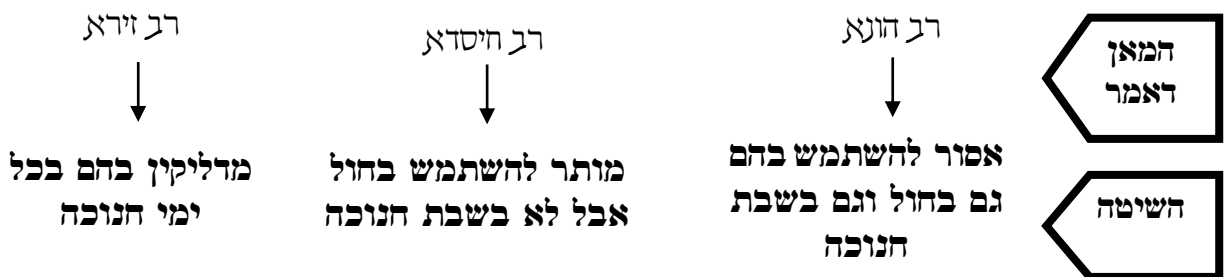 המאן
דאמר
רב הונא
רב חיסדא
רב זירא
השיטה
אסור להשתמש בהם
גם בחול וגם בשבת
חנוכה
מותר להשתמש בחול
אבל לא בשבת חנוכה
מדליקין בהם בכל
ימי חנוכה